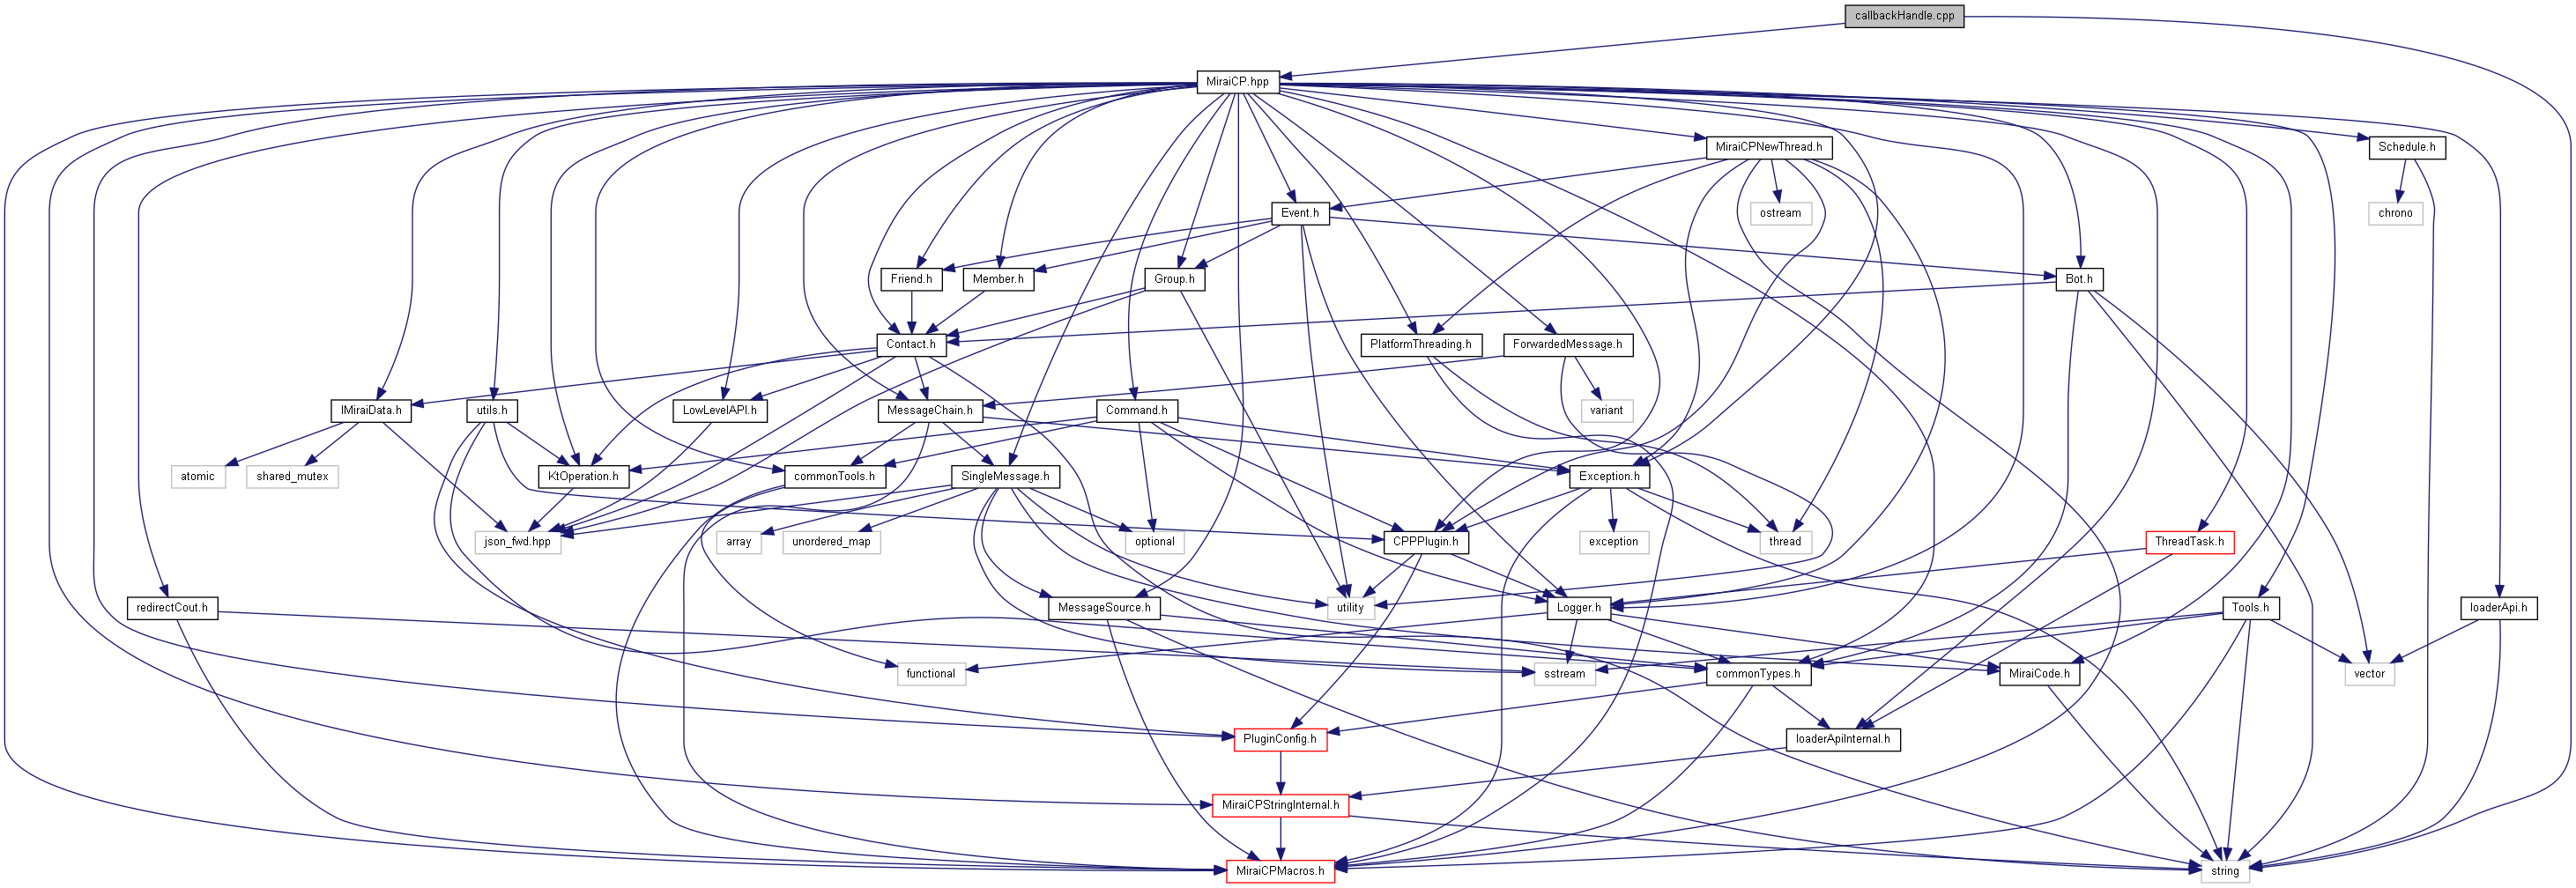 callbackHandle.cpp
MiraiCP.hpp
MiraiCPNewThread.h
Schedule.h
Event.h
ostream
chrono
Friend.h
Member.h
Group.h
Bot.h
Contact.h
PlatformThreading.h
ForwardedMessage.h
IMiraiData.h
utils.h
LowLevelAPI.h
MessageChain.h
Command.h
variant
atomic
shared_mutex
KtOperation.h
commonTools.h
SingleMessage.h
Exception.h
json_fwd.hpp
array
unordered_map
optional
CPPPlugin.h
exception
thread
ThreadTask.h
redirectCout.h
MessageSource.h
utility
Logger.h
Tools.h
loaderApi.h
functional
sstream
commonTypes.h
MiraiCode.h
vector
PluginConfig.h
loaderApiInternal.h
MiraiCPStringInternal.h
MiraiCPMacros.h
string